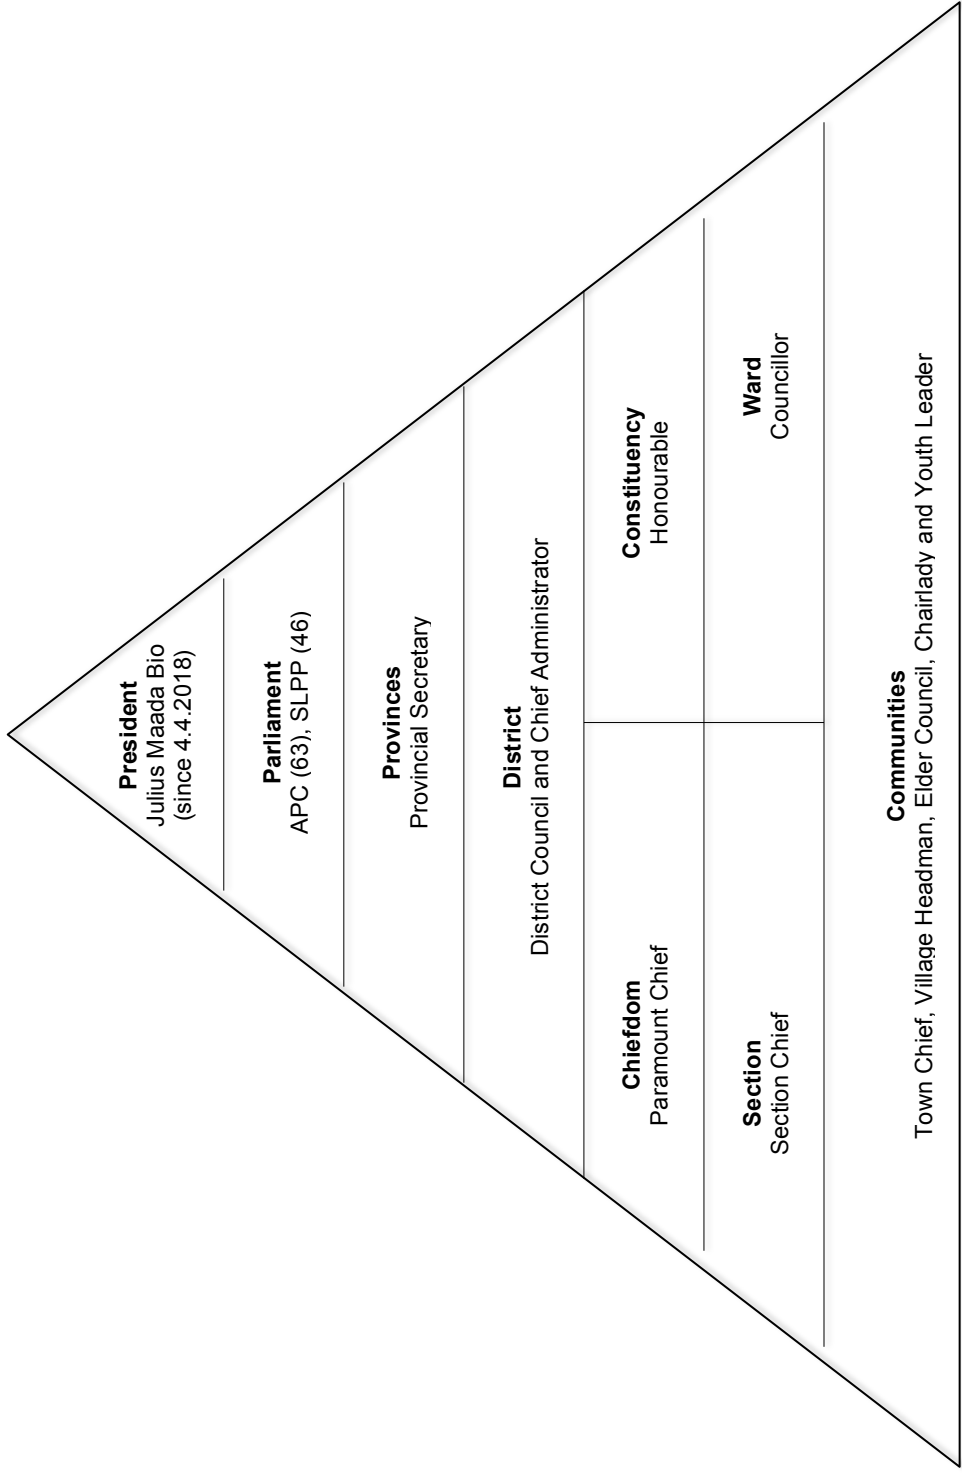 President
Julius Maada Bio
(since 4.4.2018)
Parliament
APC (63), SLPP (46)
Provinces
Provincial Secretary
District
District Council and Chief Administrator
Chiefdom
Paramount Chief
Constituency
Honourable
Section
Section Chief
Ward
Councillor
Communities
Town Chief, Village Headman, Elder Council, Chairlady and Youth Leader